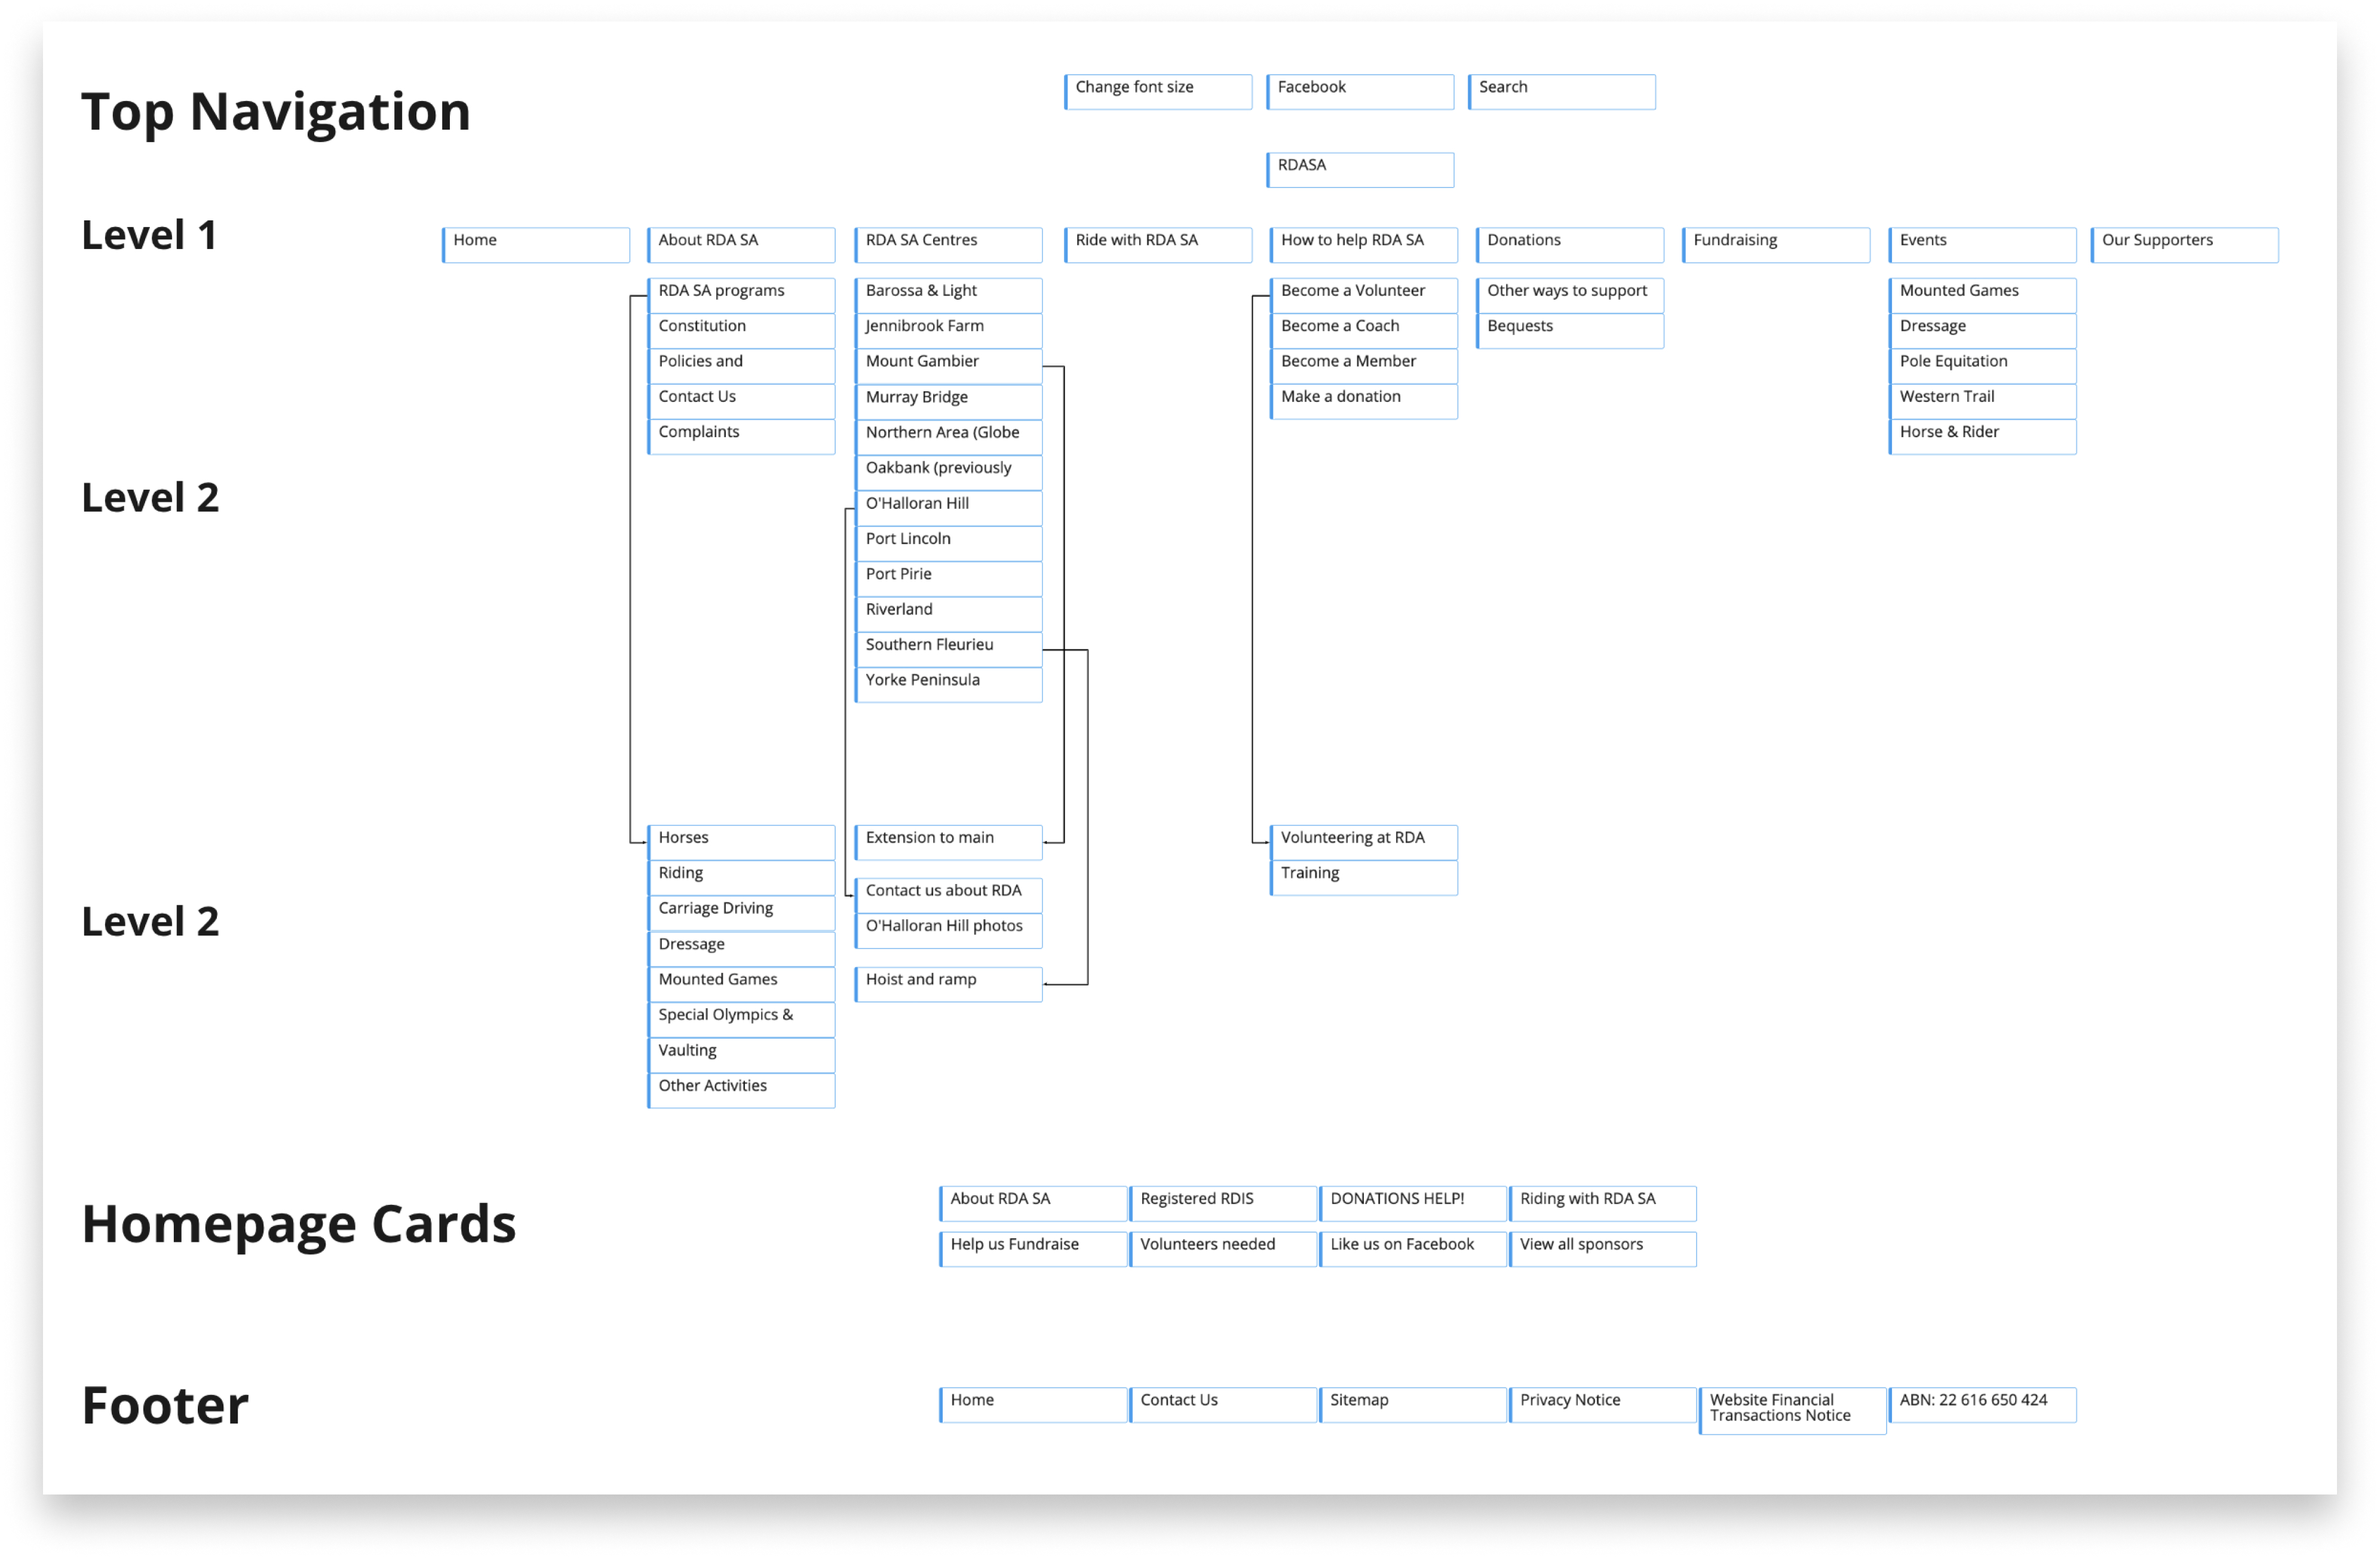 Top Navigation
Change font size
Facebook
Search
RDASA
Level 1
Home
About RDA SA
RDA SA Centres
Ride with RDA SA
How to help RDA SA
Donations
Fundraising
Events
Our Supporters
Level 2
RDA SA programs
Constitution
Policies and
Contact Us
Complaints
Barossa & Light
Jennibrook Farm
Mount Gambier
Murray Bridge
Northern Area (Globe
Oakbank (previously
O'Halloran Hill
Port Lincoln
Port Pirie
Riverland
Southern Fleurieu
Yorke Peninsula
Become a Volunteer
Become a Coach
Become a Member
Make a donation
Other ways to support
Bequests
Mounted Games
Dressage
Pole Equitation
Western Trail
Horse & Rider
Level 2
Horses
Riding
Carriage Driving
Dressage
Mounted Games
Special Olympics &
Vaulting
Other Activities
Extension to main
Contact us about RDA
O'Halloran Hill photos
Hoist and ramp
Volunteering at RDA
Training
Homepage Cards
About RDA SA
Registered RDIS
DONATIONS HELP!
Riding with RDA SA
Help us Fundraise
Volunteers needed
Like us on Facebook
View all sponsors
Footer
Home
Contact Us
Sitemap
Privacy Notice
Website Financial
Transactions Notice
ABN: 22 616 650 424